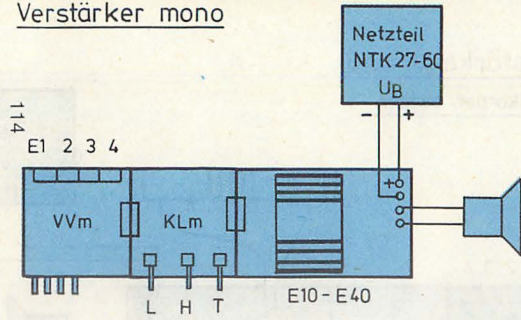 Verstärker mono
Netzteil
NTK 27-60
UB
- +
114
E1 2 3 4
+
VVm KLm
L H T
E10-E40